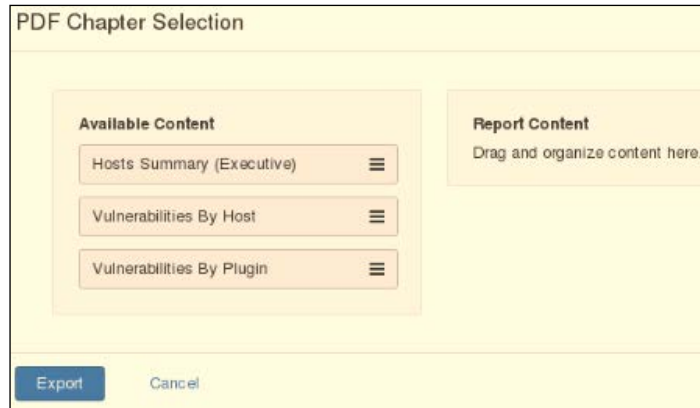 PDF Chapter Selection
Available Content
Hosts Summary (Executive)
Vulnerabilities By Host
Vulnerabilities By Plugin
Report Content
Drag and organize content here.
Export
Cancel